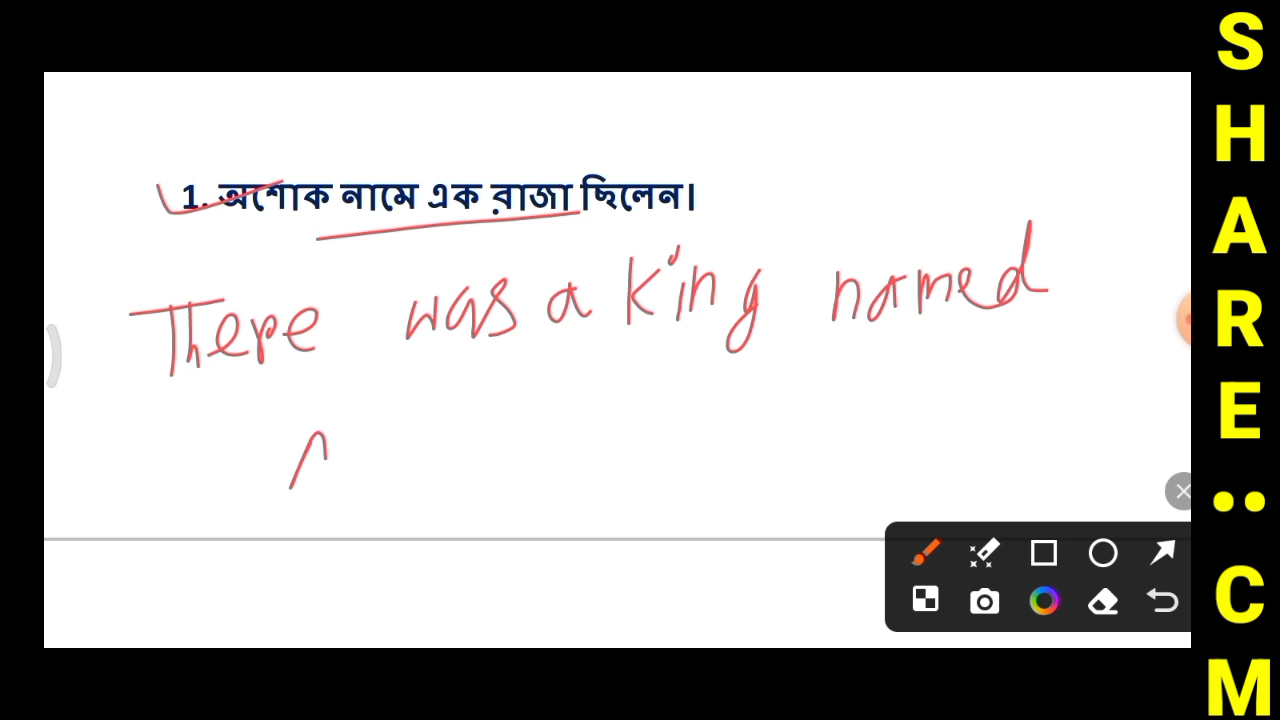 1. অশোক নামে এক রাজা ছিলেন।
There was a king named
SHARE..CM